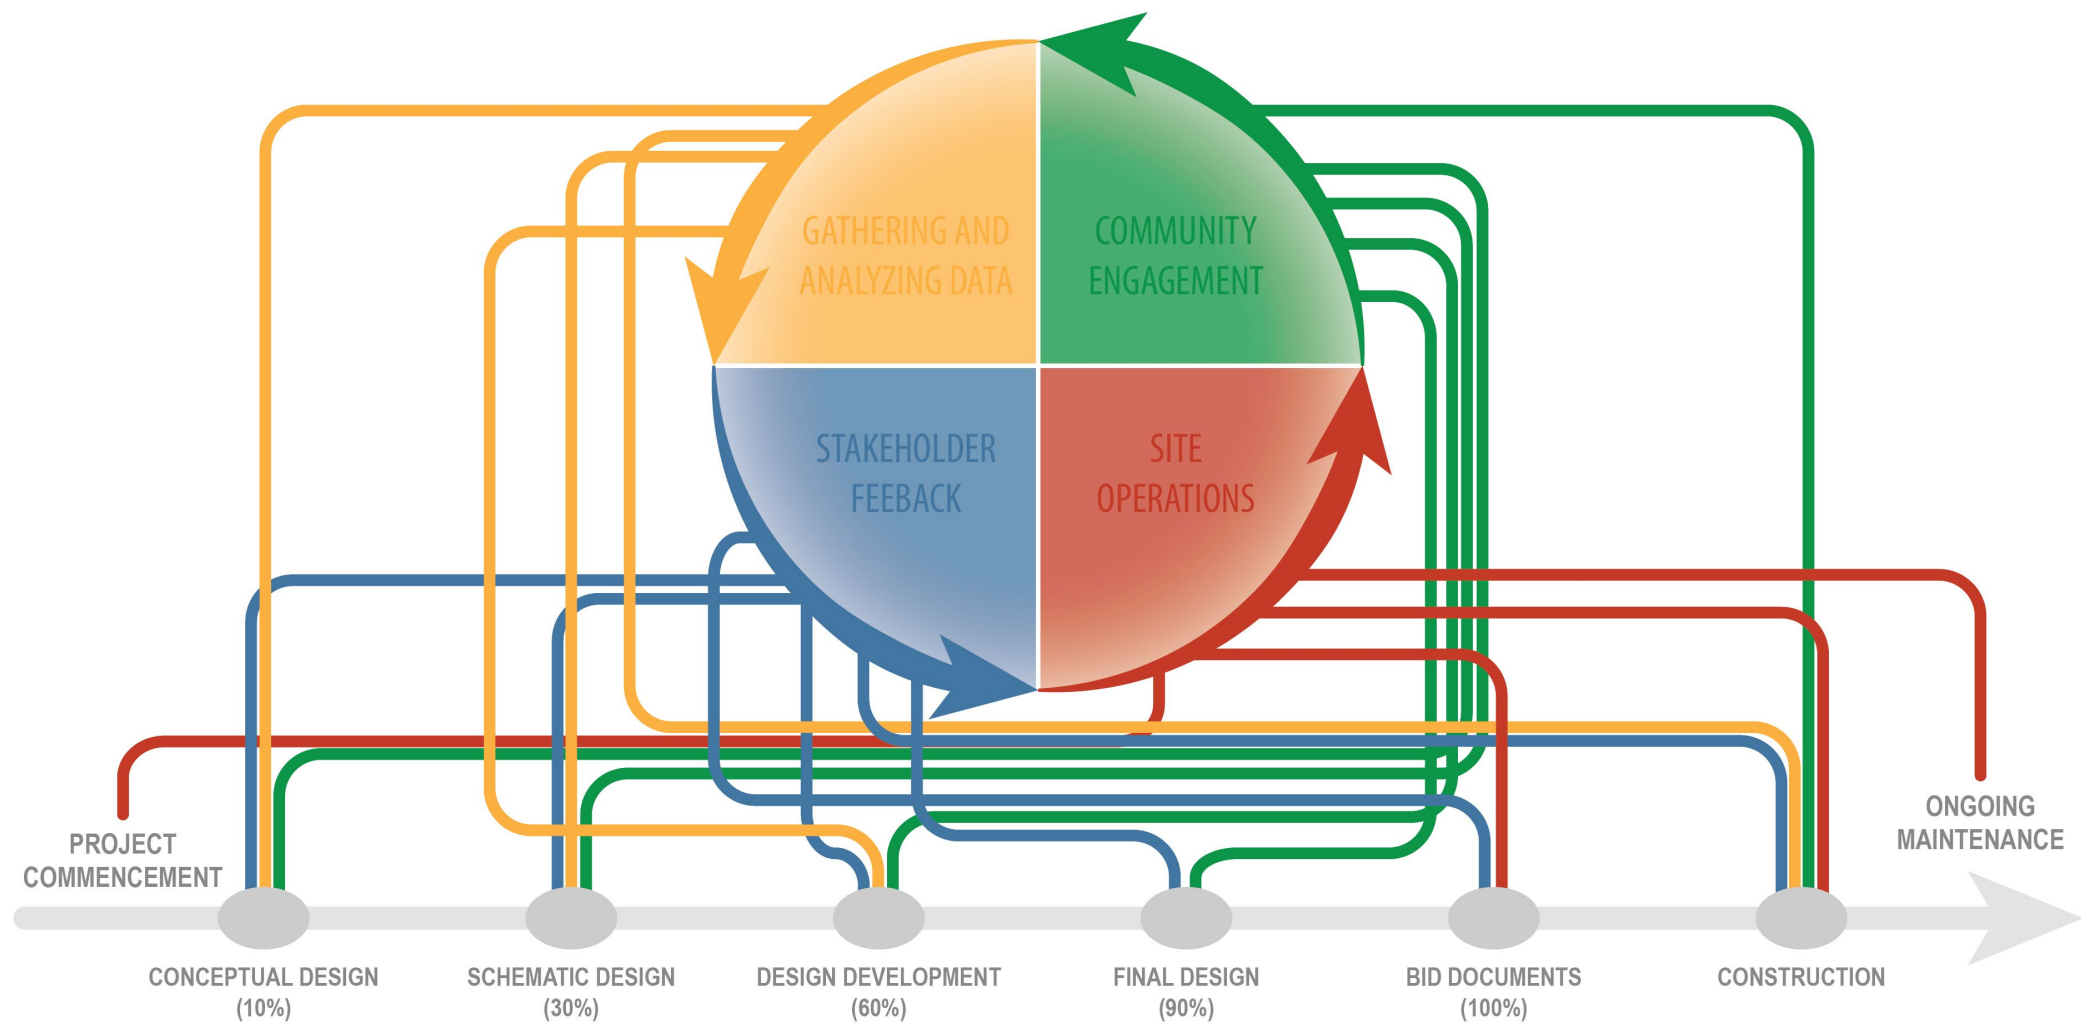 GATHERING AND
ANALYZING DATA
COMMUNITY
ENGAGEMENT
STAKEHOLDER
FEEBACK
SITE
OPERATIONS
PROJECT
COMMENCEMENT
ONGOING
MAINTENANCE
CONCEPTUAL DESIGN
(10%)
SCHEMATIC DESIGN
(30%)
DESIGN DEVELOPMENT
(60%)
FINAL DESIGN
(90%)
BID DOCUMENTS
(100%)
CONSTRUCTION